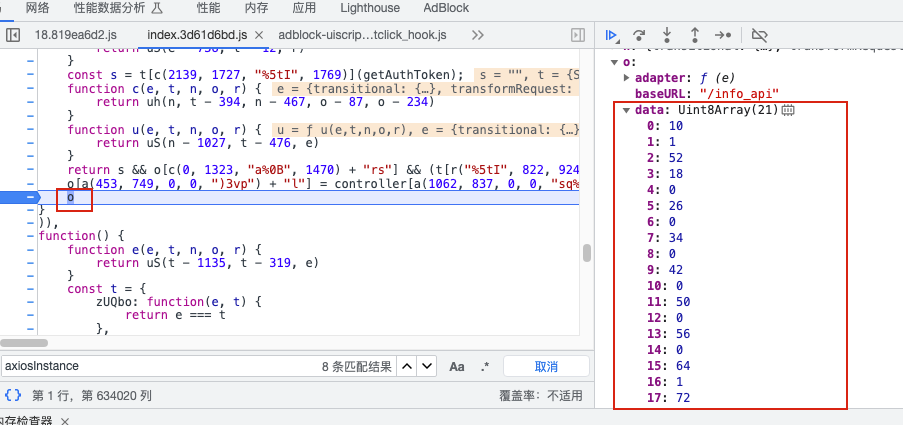 网络 性能数据分析 性能 内存 应用 Lighthouse AdBlock
18.819ea6d2.js index.3d61d6bd.js × adblock-uiscrip…tclick_hook.js
}
const s = t[c(2139, 1727, "%5tI", 1769)](getAuthToken); s = "", t = {S
function c(e, t, n, o, r) { e = {transitional: {…}, transformRequest:
return uh(n, t - 394, n - 467, o - 87, o - 234)
}
function u(e, t, n, o, r) { u = ƒ u(e,t,n,o,r), e = {transitional: {…}
return uS(n - 1027, t - 476, e)
}
return s && o[c(0, 1323, "a%0B", 1470) + "rs"] && (t[r("%5tI", 822, 924
o[a(453, 749, 0, 0, ")3vp") + "l"] = controller[a(1062, 837, 0, 0, "sq%
o
}
)),
function() {
function e(e, t, n, o, r) {
return uS(t - 1135, t - 319, e)
}
const t = {
zUQbo: function(e, t) {
return e === t
},
axiosInstance 8 条匹配结果 Aa .* 取消
{} 第 1 行，第 634020 列 覆盖率：不适用
内存检查器 ×
o:
adapter: ƒ (e)
baseURL: "/info_api"
data: Uint8Array(21)
0: 10
1: 1
2: 52
3: 18
4: 0
5: 26
6: 0
7: 34
8: 0
9: 42
10: 0
11: 50
12: 0
13: 56
14: 0
15: 64
16: 1
17: 72